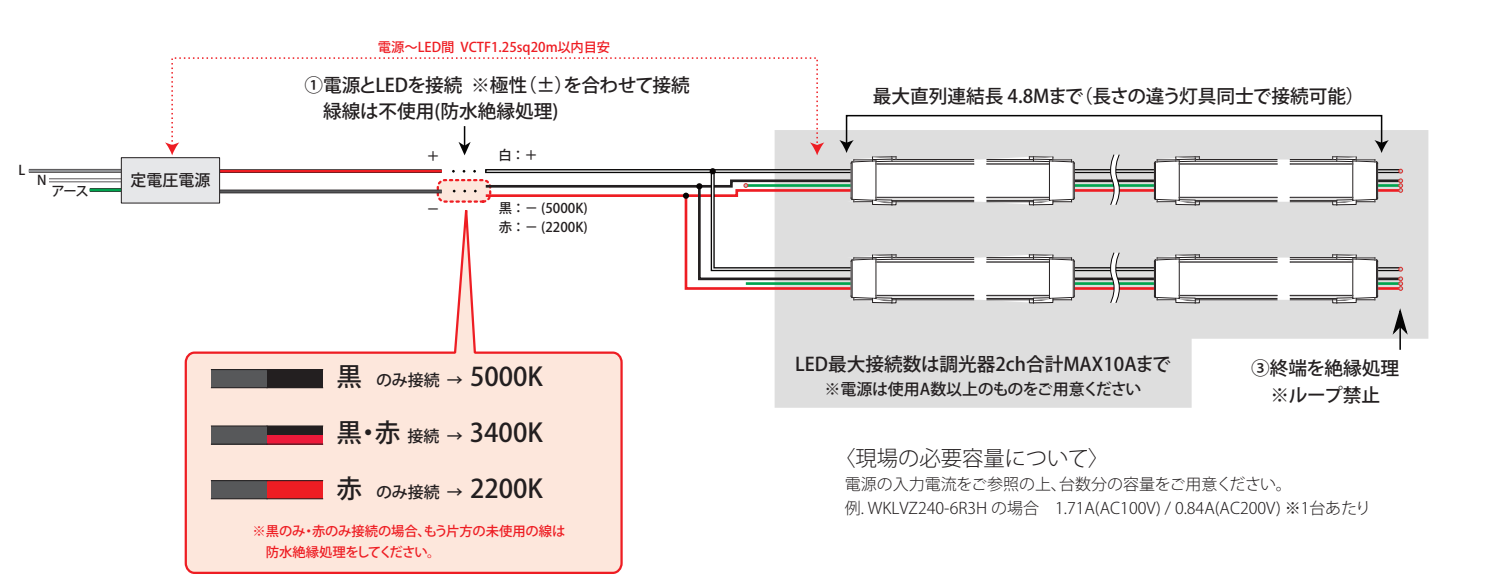 電源～LED間 VCTF1.25sq20m以内目安
①電源とLEDを接続 ※極性(±)を合わせて接続
緑線は不使用(防水絶縁処理)
最大直列連結長 4.8Mまで(長さの違う灯具同士で接続可能)
L
N
アース
定電圧電源
＋
白：＋
－
黒：－(5000K)
赤：－(2200K)
黒 のみ接続 → 5000K
黒・赤 接続 → 3400K
赤 のみ接続 → 2200K
※黒のみ・赤のみ接続の場合、もう片方の未使用の線は
防水絶縁処理をしてください。
LED最大接続数は調光器2ch合計MAX10Aまで
※電源は使用A数以上のものをご用意ください
③終端を絶縁処理
※ループ禁止
〈現場の必要容量について〉
電源の入力電流をご参照の上、台数分の容量をご用意ください。
例. WKLVZ240-6R3H の場合 1.71A(AC100V) / 0.84A(AC200V) ※1台あたり